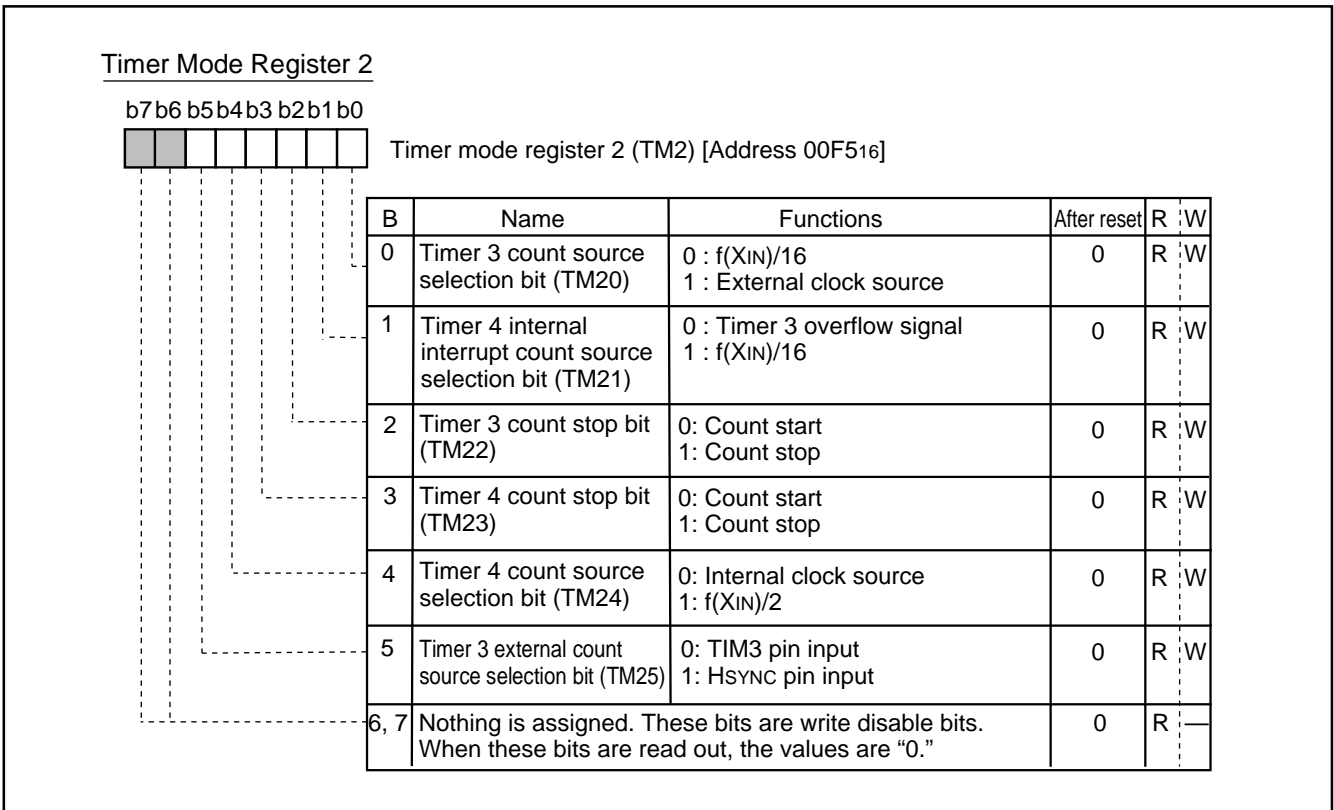 Timer Mode Register 2
b7 b6 b5 b4 b3 b2 b1 b0
Timer mode register 2 (TM2) [Address 00F516]
B Name Functions After reset R W
0 Timer 3 count source selection bit (TM20) 0 : f(XIN)/16 0 R W
1 : External clock source
1 Timer 4 internal interrupt count source selection bit (TM21) 0 : Timer 3 overflow signal 0 R W
1 : f(XIN)/16
2 Timer 3 count stop bit (TM22) 0: Count start 0 R W
1: Count stop
3 Timer 4 count stop bit (TM23) 0: Count start 0 R W
1: Count stop
4 Timer 4 count source selection bit (TM24) 0: Internal clock source 0 R W
1: f(XIN)/2
5 Timer 3 external count source selection bit (TM25) 0: TIM3 pin input 0 R W
1: HSYNC pin input
6, 7 Nothing is assigned. These bits are write disable bits. 0 R —
When these bits are read out, the values are “0.”